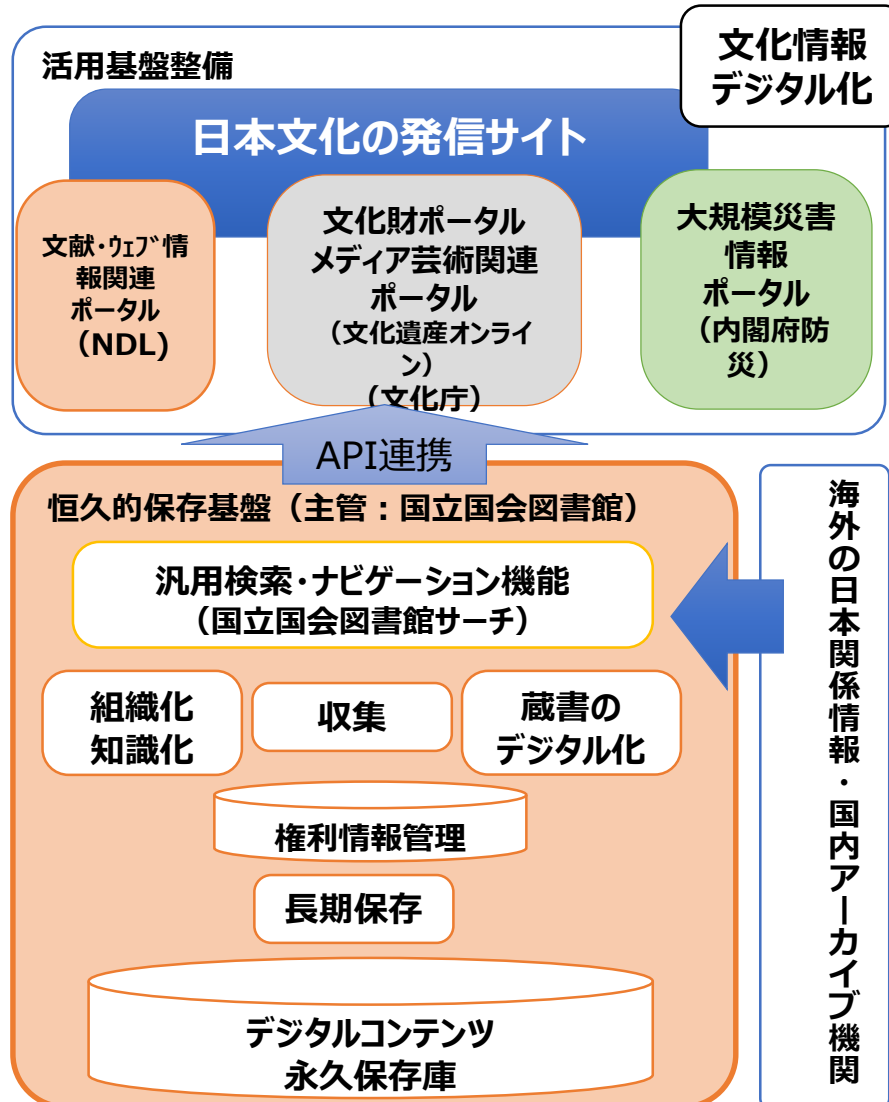 文化情報
デジタル化
活用基盤整備
日本文化の発信サイト
文献・ｳｪﾌﾞ情
報関連
ポータル
（NDL)
文化財ポータル
メディア芸術関連
ポータル
（文化遺産オンライ
ン）
（文化庁）
大規模災害
情報
ポータル
（内閣府防
災）
API連携
恒久的保存基盤（主管：国立国会図書館）
汎用検索・ナビゲーション機能
（国立国会図書館サーチ）
組織化
知識化
収集
蔵書の
デジタル化
権利情報管理
長期保存
デジタルコンテンツ
永久保存庫
海外の日本関係情報・国内アーカイブ機関